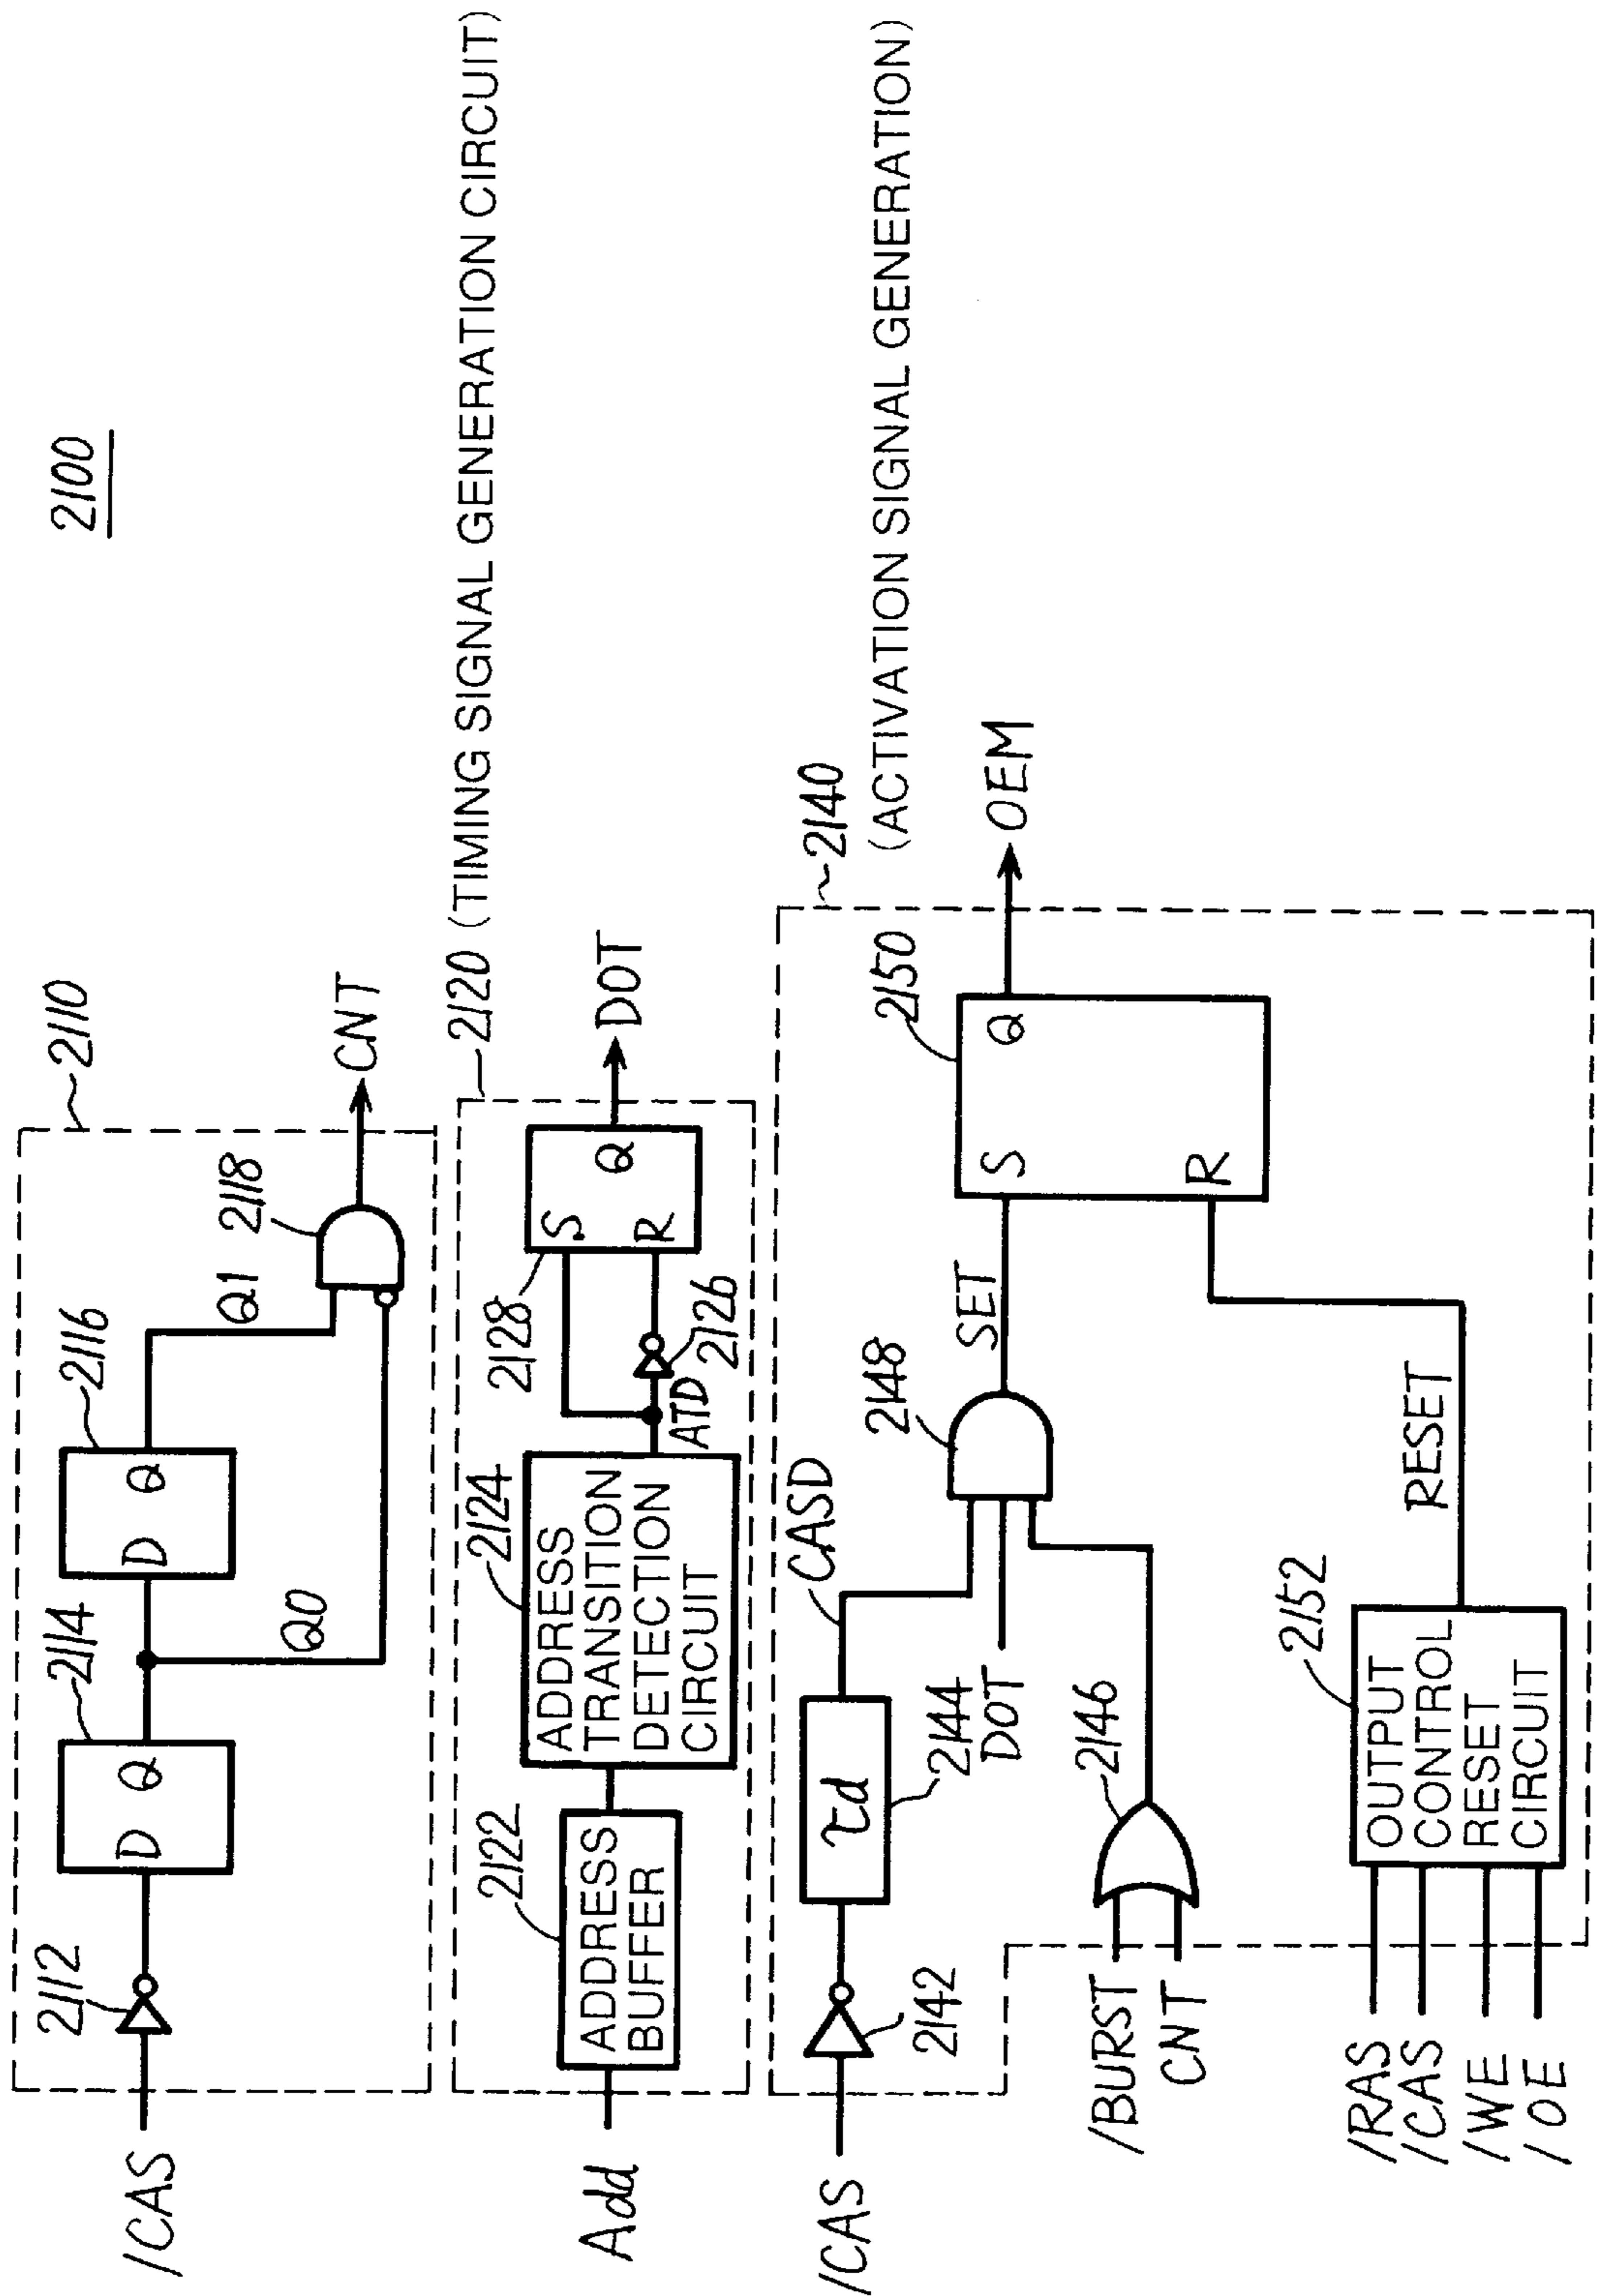 2100
2110
/CAS
2112
2114
D Q
Q0
2116
D Q
Q1
2118
CNT
2120 (TIMING SIGNAL GENERATION CIRCUIT)
Add
2122
ADDRESS
BUFFER
2124
ADDRESS
TRANSITION
DETECTION
CIRCUIT
ATD
2126
2128
S
R
Q
DOT
2140
(ACTIVATION SIGNAL GENERATION)
/CAS
2142
τd
2144
CASD
DOT
/BURST
CNT
2146
2148
SET
2150
S
R
Q
OEM
/RAS
/CAS
/WE
/OE
2152
OUTPUT
CONTROL
RESET
CIRCUIT
RESET